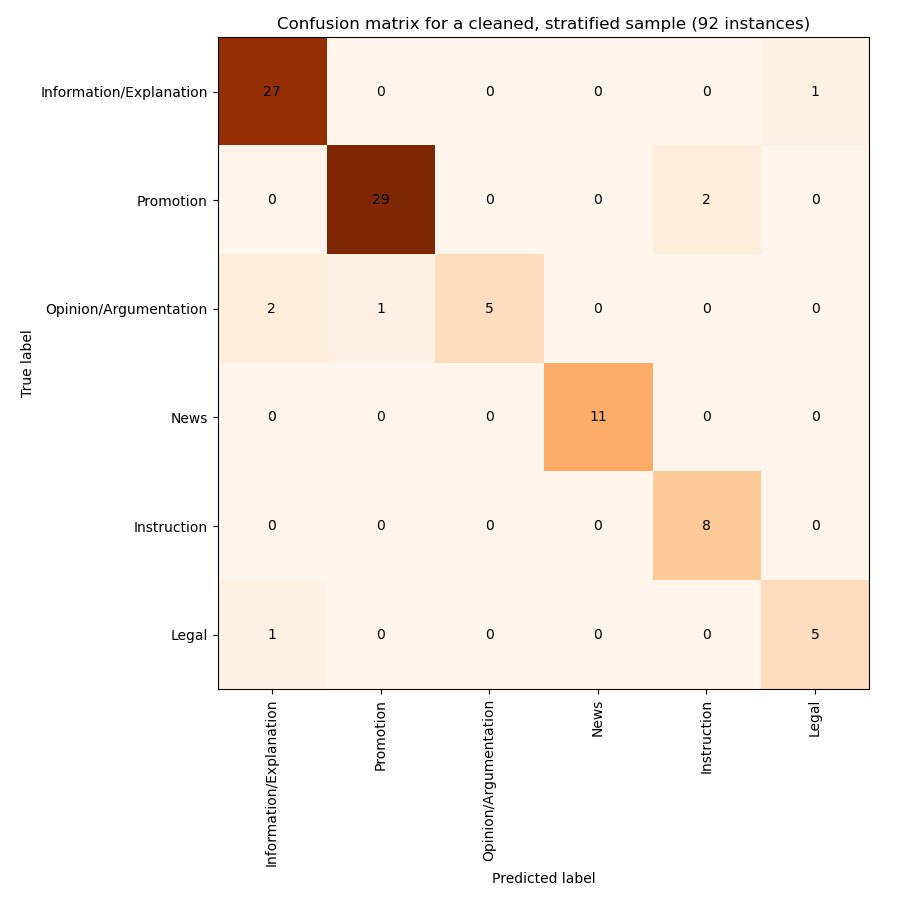 Confusion matrix for a cleaned, stratified sample (92 instances)
True label
Information/Explanation 27 0 0 0 0 1
Promotion 0 29 0 0 2 0
Opinion/Argumentation 2 1 5 0 0 0
News 0 0 0 11 0 0
Instruction 0 0 0 0 8 0
Legal 1 0 0 0 0 5
Information/Explanation
Promotion
Opinion/Argumentation
News
Instruction
Legal
Predicted label